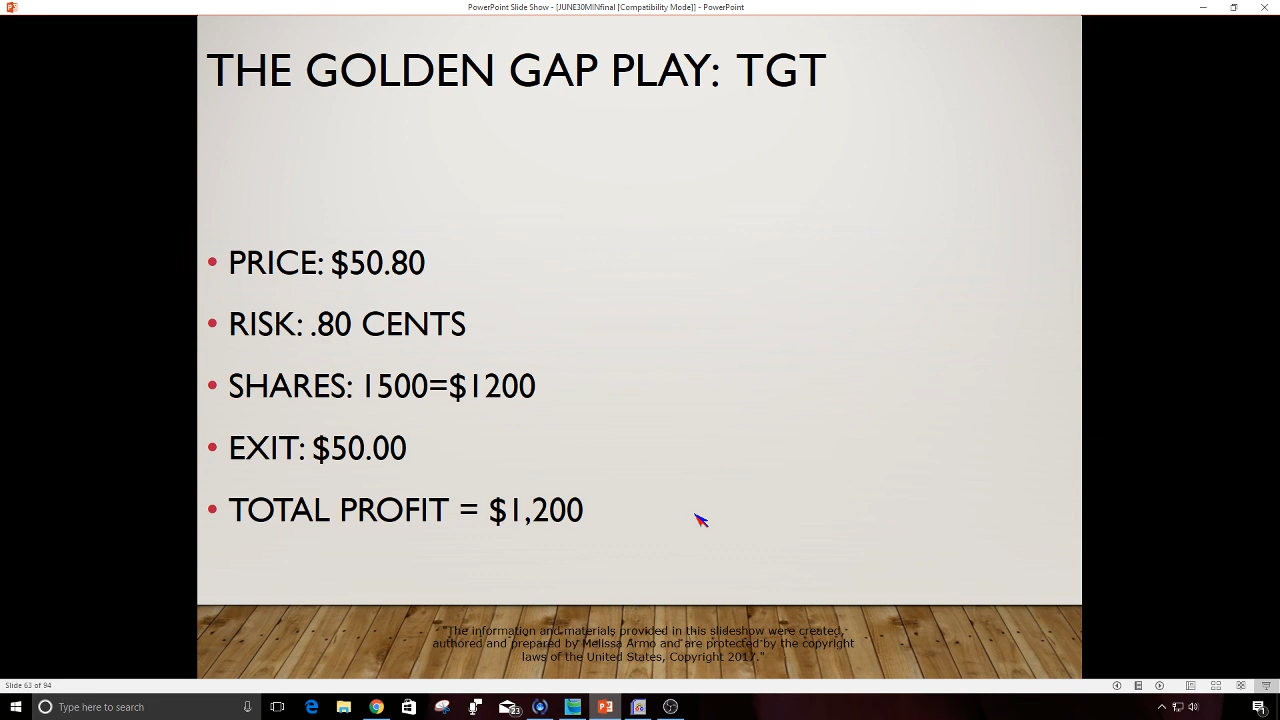 PowerPoint Slide Show - [JUNE30MINfinal [Compatibility Mode]] - PowerPoint
THE GOLDEN GAP PLAY: TGT
• PRICE: $50.80
• RISK: .80 CENTS
• SHARES: 1500=$1200
• EXIT: $50.00
• TOTAL PROFIT = $1,200
"The information and materials provided in this slideshow were created,
authored and prepared by Melissa Armo and are protected by the copyright
laws of the United States, Copyright 2017."
Slide 63 of 94
Type here to search
23